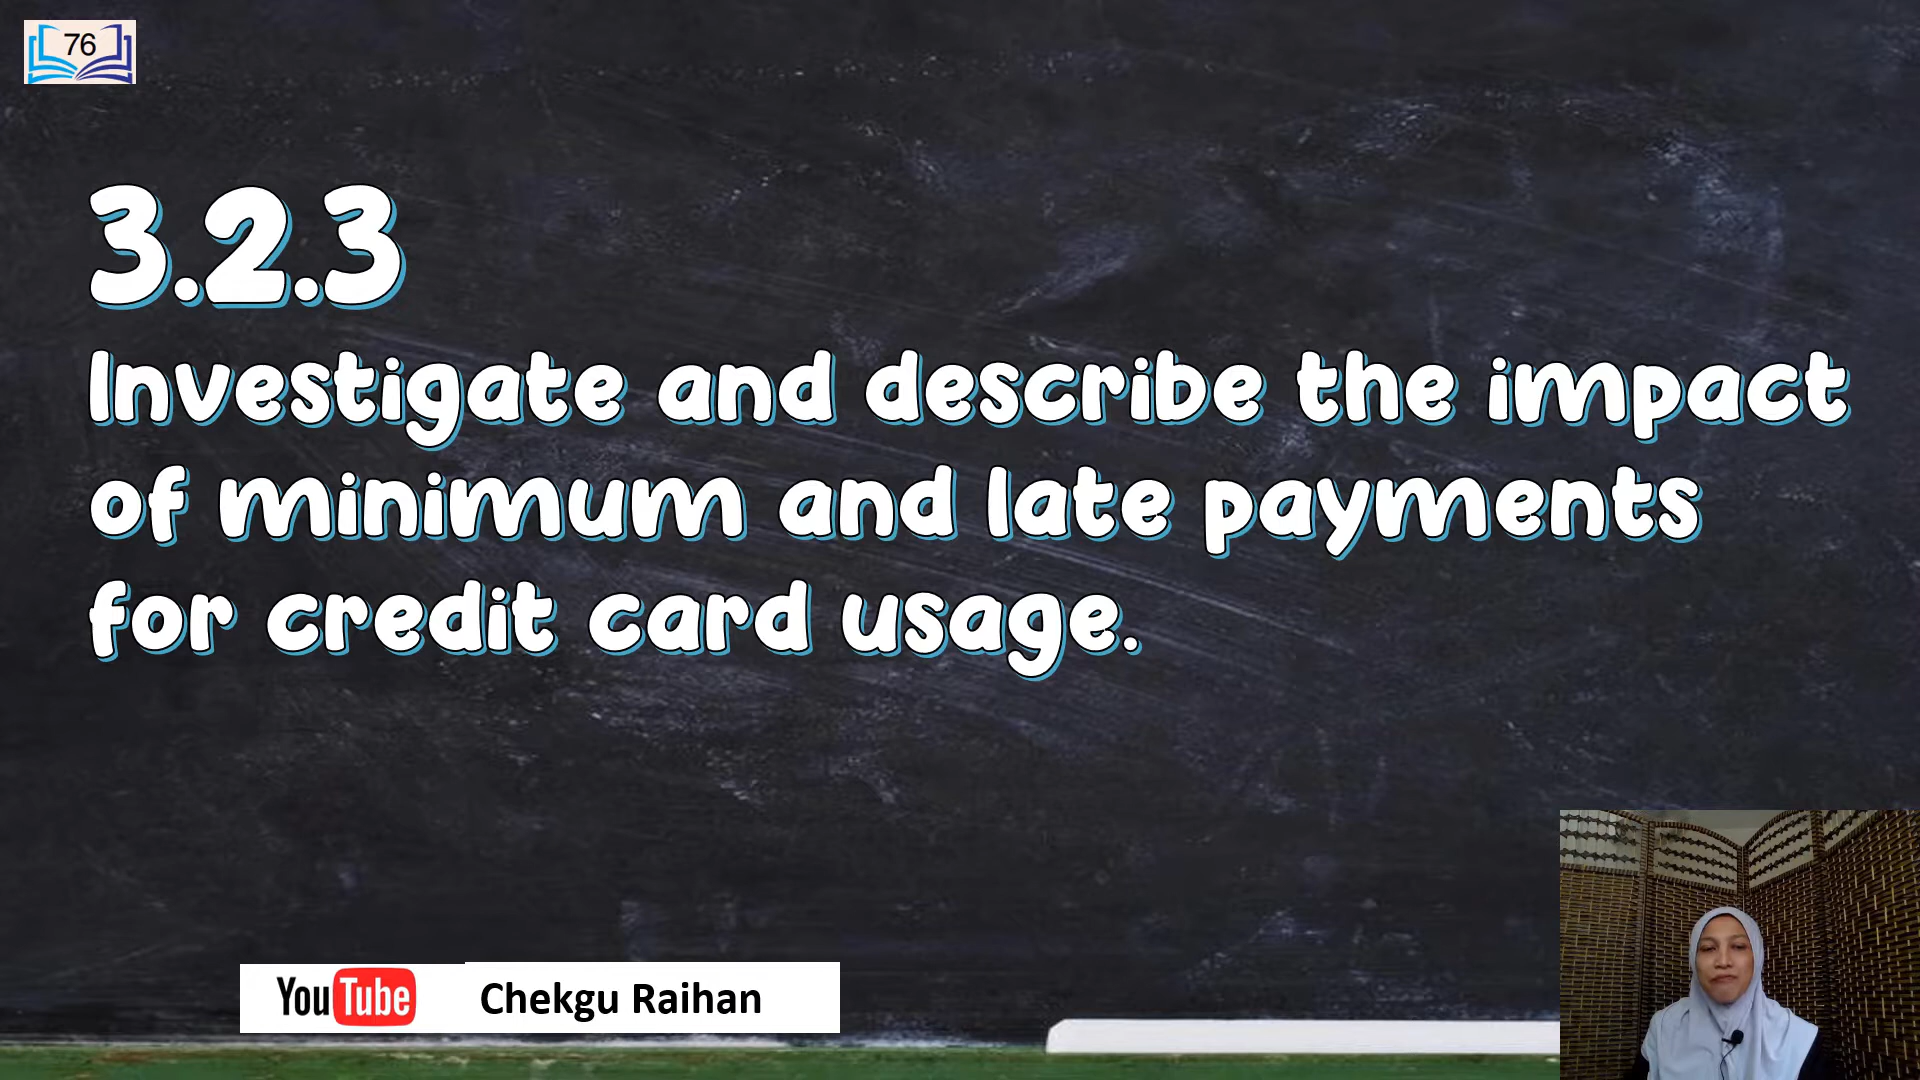 76
3.2.3
Investigate and describe the impact
of minimum and late payments
for credit card usage.
YouTube Chekgu Raihan